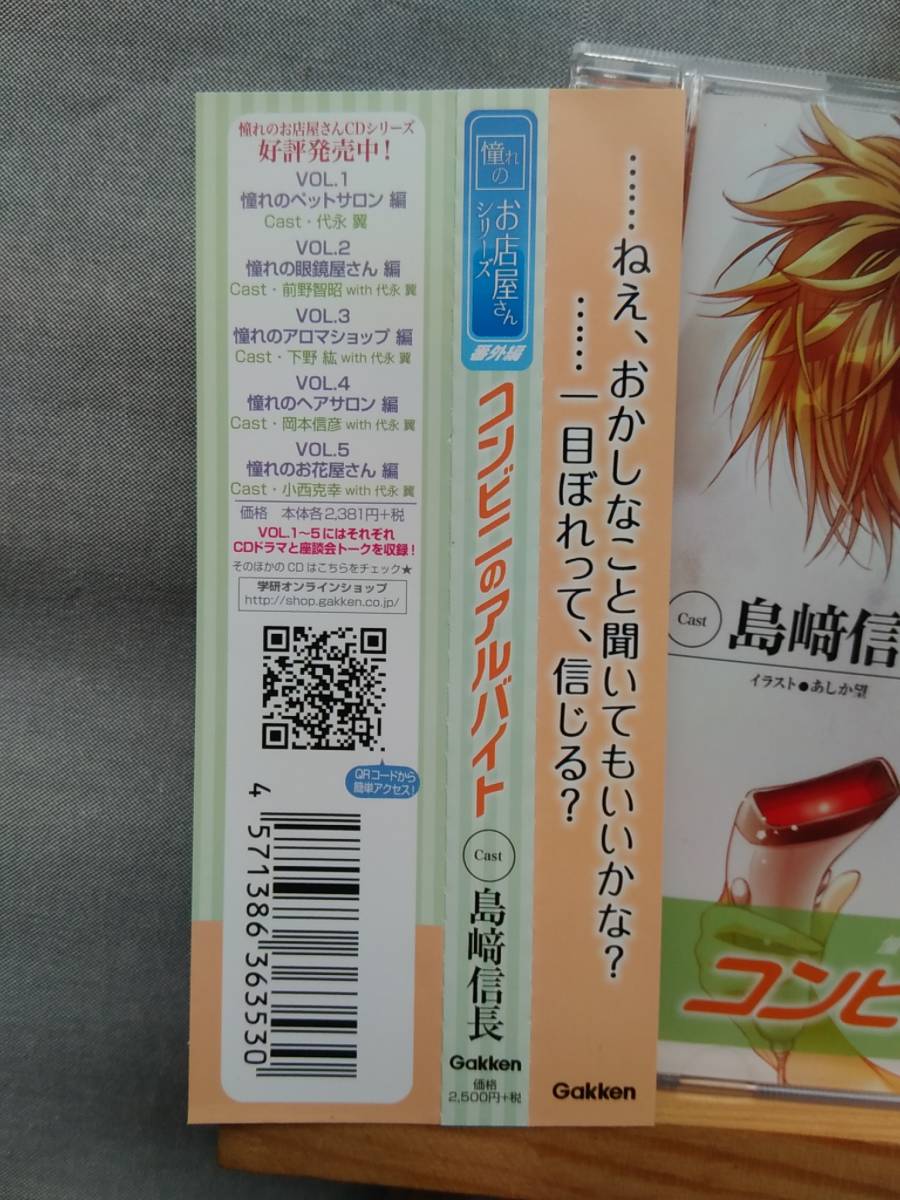 憧れのお店屋さんCDシリーズ
好評発売中！
VOL.1
憧れのペットサロン 編
Cast・代永 翼
VOL.2
憧れの眼鏡屋さん 編
Cast・前野智昭 with 代永 翼
VOL.3
憧れのアロマショップ 編
Cast・下野 紘 with 代永 翼
VOL.4
憧れのヘアサロン 編
Cast・岡本信彦 with 代永 翼
VOL.5
憧れのお花屋さん 編
Cast・小西克幸 with 代永 翼
価格 本体各2,381円+税
VOL.1〜5にはそれぞれ
CDドラマと座談会トークを収録！
そのほかのCDはこちらをチェック★
学研オンラインショップ
http://shop.gakken.co.jp/
QRコードから
簡単アクセス！
4 571386 363530
憧れの
お店屋さん
シリーズ
番外編
コンビニのアルバイト
Cast
島﨑信長
Gakken
価格
2,500円+税
……ねえ、おかしなこと聞いてもいいかな？
……一目ぼれって、信じる？
Gakken
Cast
島﨑信
イラスト●あしか望
コンビ